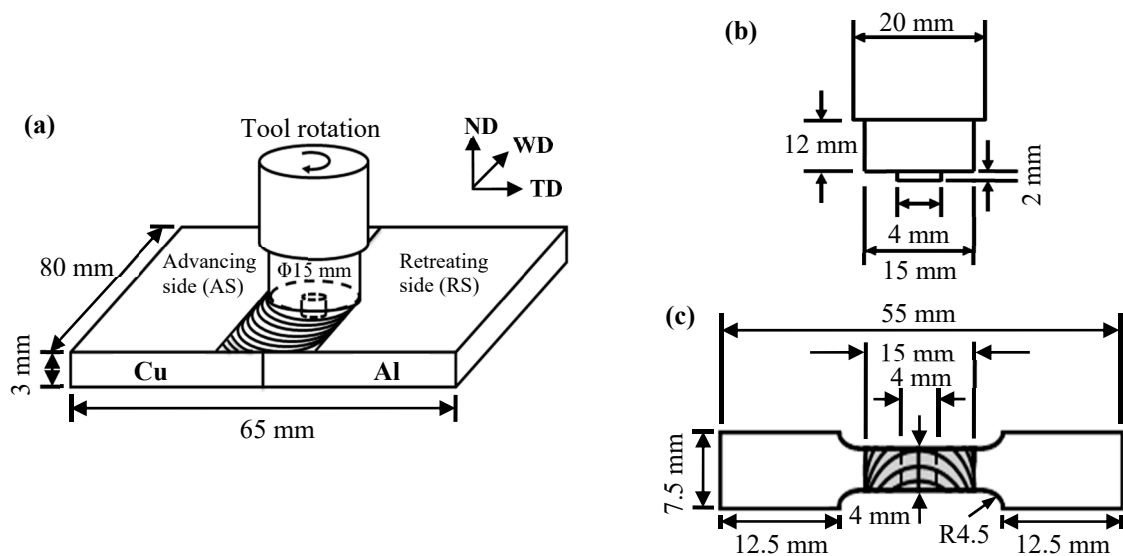 (a)
Tool rotation
ND
WD
TD
80 mm
Advancing
side (AS)
Φ15 mm
Retreating
side (RS)
3 mm
Cu
Al
65 mm
(b)
20 mm
12 mm
2 mm
4 mm
15 mm
(c)
55 mm
15 mm
4 mm
7.5 mm
4 mm
R4.5
12.5 mm
12.5 mm